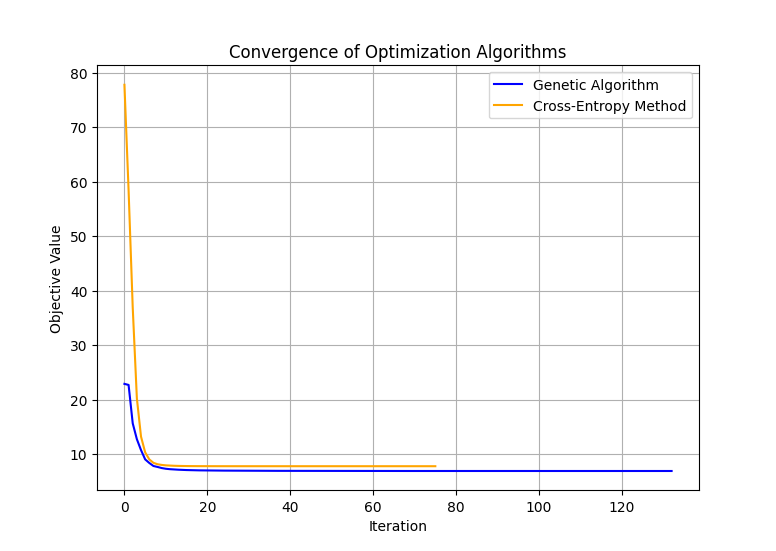 Convergence of Optimization Algorithms
Genetic Algorithm
Cross-Entropy Method
Objective Value
80
70
60
50
40
30
20
10
0 20 40 60 80 100 120
Iteration